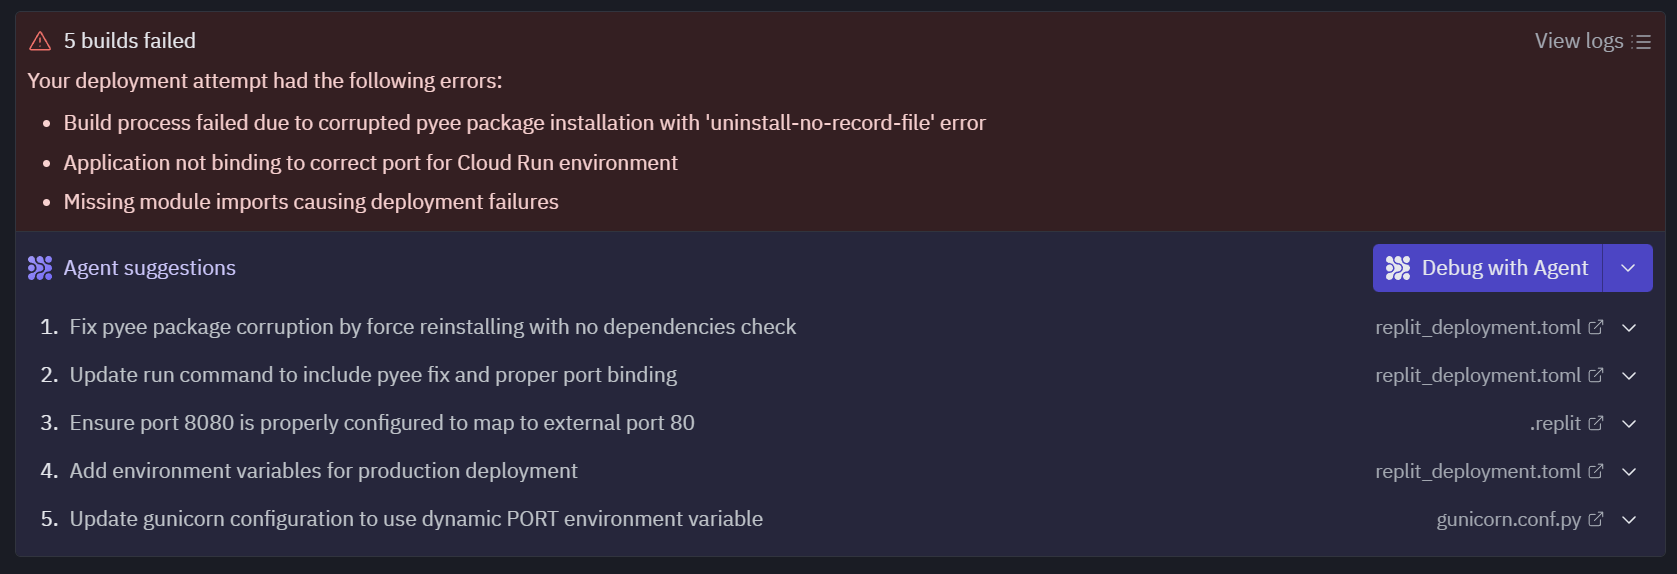 5 builds failed
View logs
Your deployment attempt had the following errors:
• Build process failed due to corrupted pyee package installation with 'uninstall-no-record-file' error
• Application not binding to correct port for Cloud Run environment
• Missing module imports causing deployment failures
Agent suggestions
Debug with Agent
1. Fix pyee package corruption by force reinstalling with no dependencies check replit_deployment.toml
2. Update run command to include pyee fix and proper port binding replit_deployment.toml
3. Ensure port 8080 is properly configured to map to external port 80 .replit
4. Add environment variables for production deployment replit_deployment.toml
5. Update gunicorn configuration to use dynamic PORT environment variable gunicorn.conf.py